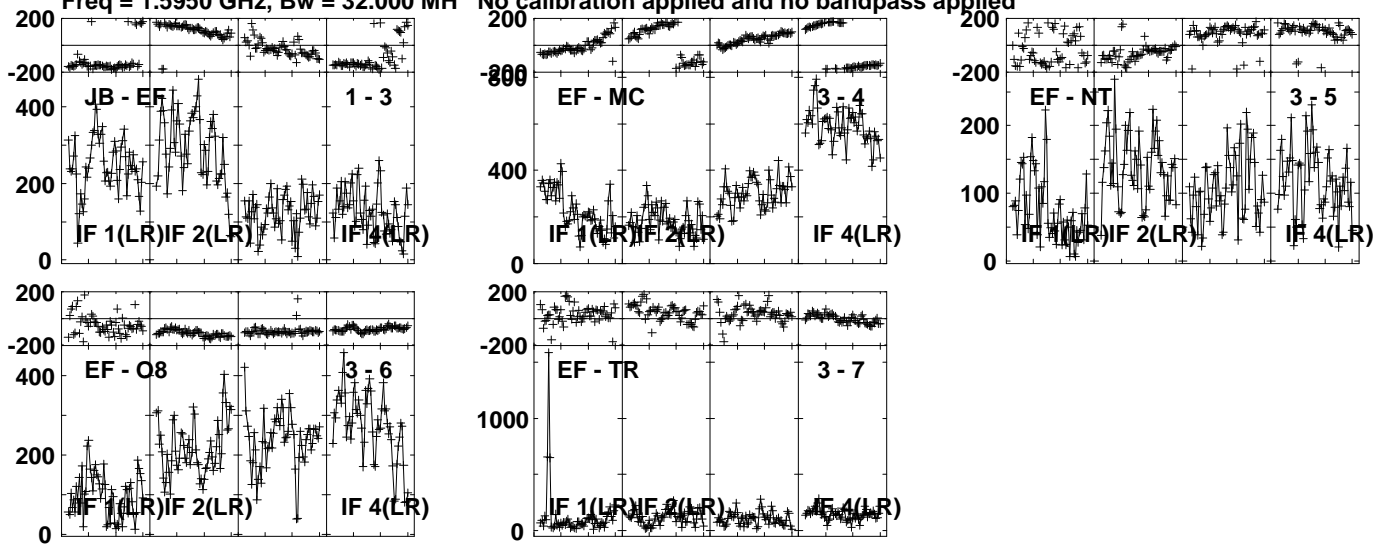 Freq = 1.5950 GHz, Bw = 32.000 MH No calibration applied and no bandpass applied
200
-200
400
200
0
JB - EF 1 - 3
IF 1(LR) IF 2(LR) IF 4(LR)
200
-200
800
400
0
EF - MC 3 - 4
IF 1(LR) IF 2(LR) IF 4(LR)
200
-200
200
100
0
EF - NT 3 - 5
IF 1(LR) IF 2(LR) IF 4(LR)
200
-200
400
200
0
EF - O8 3 - 6
IF 1(LR) IF 2(LR) IF 4(LR)
200
-200
1000
0
EF - TR 3 - 7
IF 1(LR) IF 2(LR) IF 4(LR)